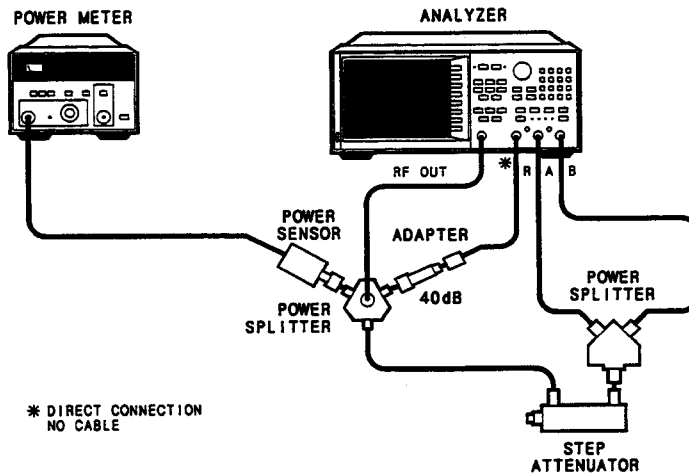 POWER METER
ANALYZER
RF OUT
* R A B
POWER
SENSOR
ADAPTER
40dB
POWER
SPLITTER
POWER
SPLITTER
* DIRECT CONNECTION
NO CABLE
STEP
ATTENUATOR